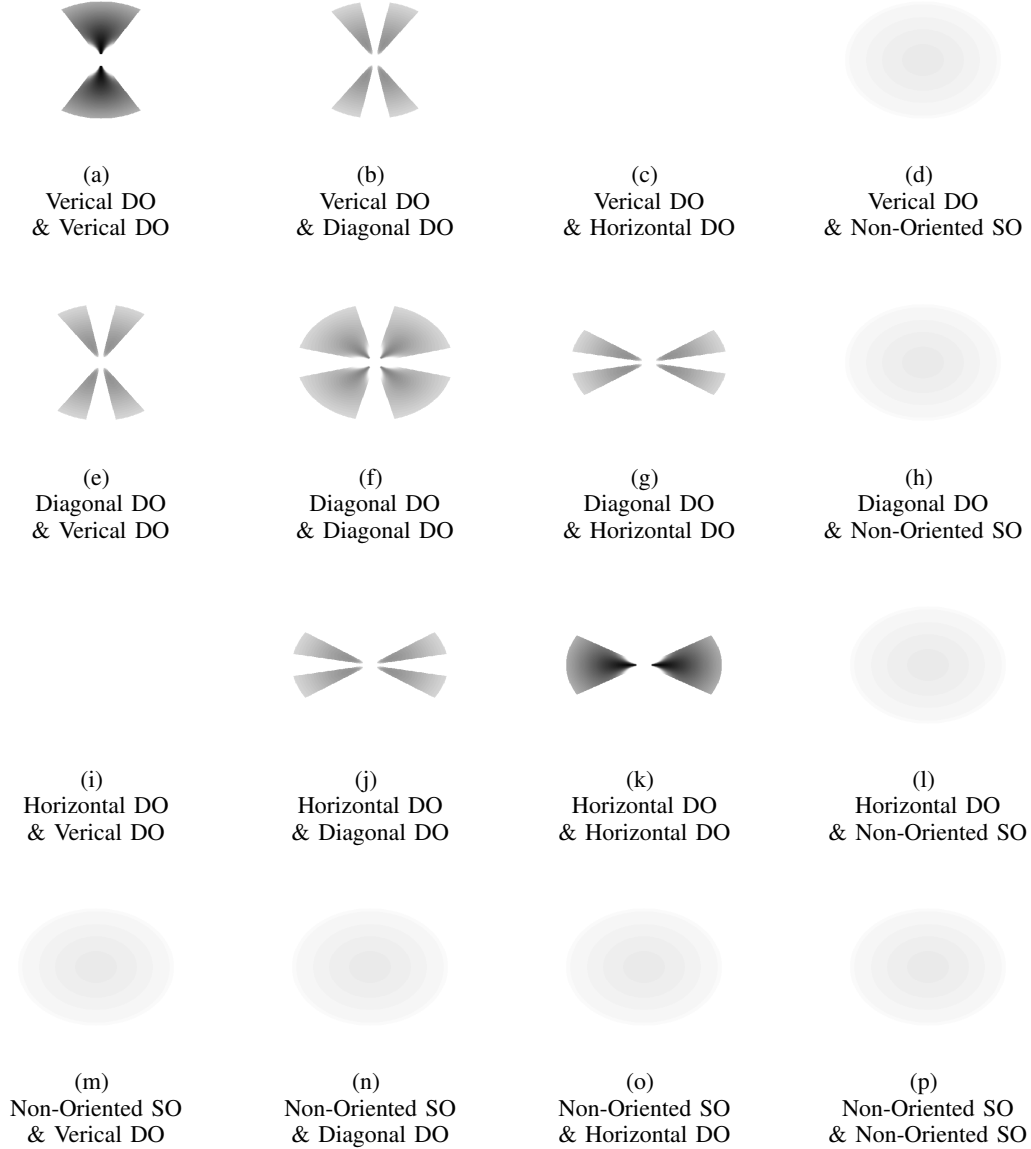 (a)
Verical DO
& Verical DO
(b)
Verical DO
& Diagonal DO
(c)
Verical DO
& Horizontal DO
(d)
Verical DO
& Non-Oriented SO
(e)
Diagonal DO
& Verical DO
(f)
Diagonal DO
& Diagonal DO
(g)
Diagonal DO
& Horizontal DO
(h)
Diagonal DO
& Non-Oriented SO
(i)
Horizontal DO
& Verical DO
(j)
Horizontal DO
& Diagonal DO
(k)
Horizontal DO
& Horizontal DO
(l)
Horizontal DO
& Non-Oriented SO
(m)
Non-Oriented SO
& Verical DO
(n)
Non-Oriented SO
& Diagonal DO
(o)
Non-Oriented SO
& Horizontal DO
(p)
Non-Oriented SO
& Non-Oriented SO